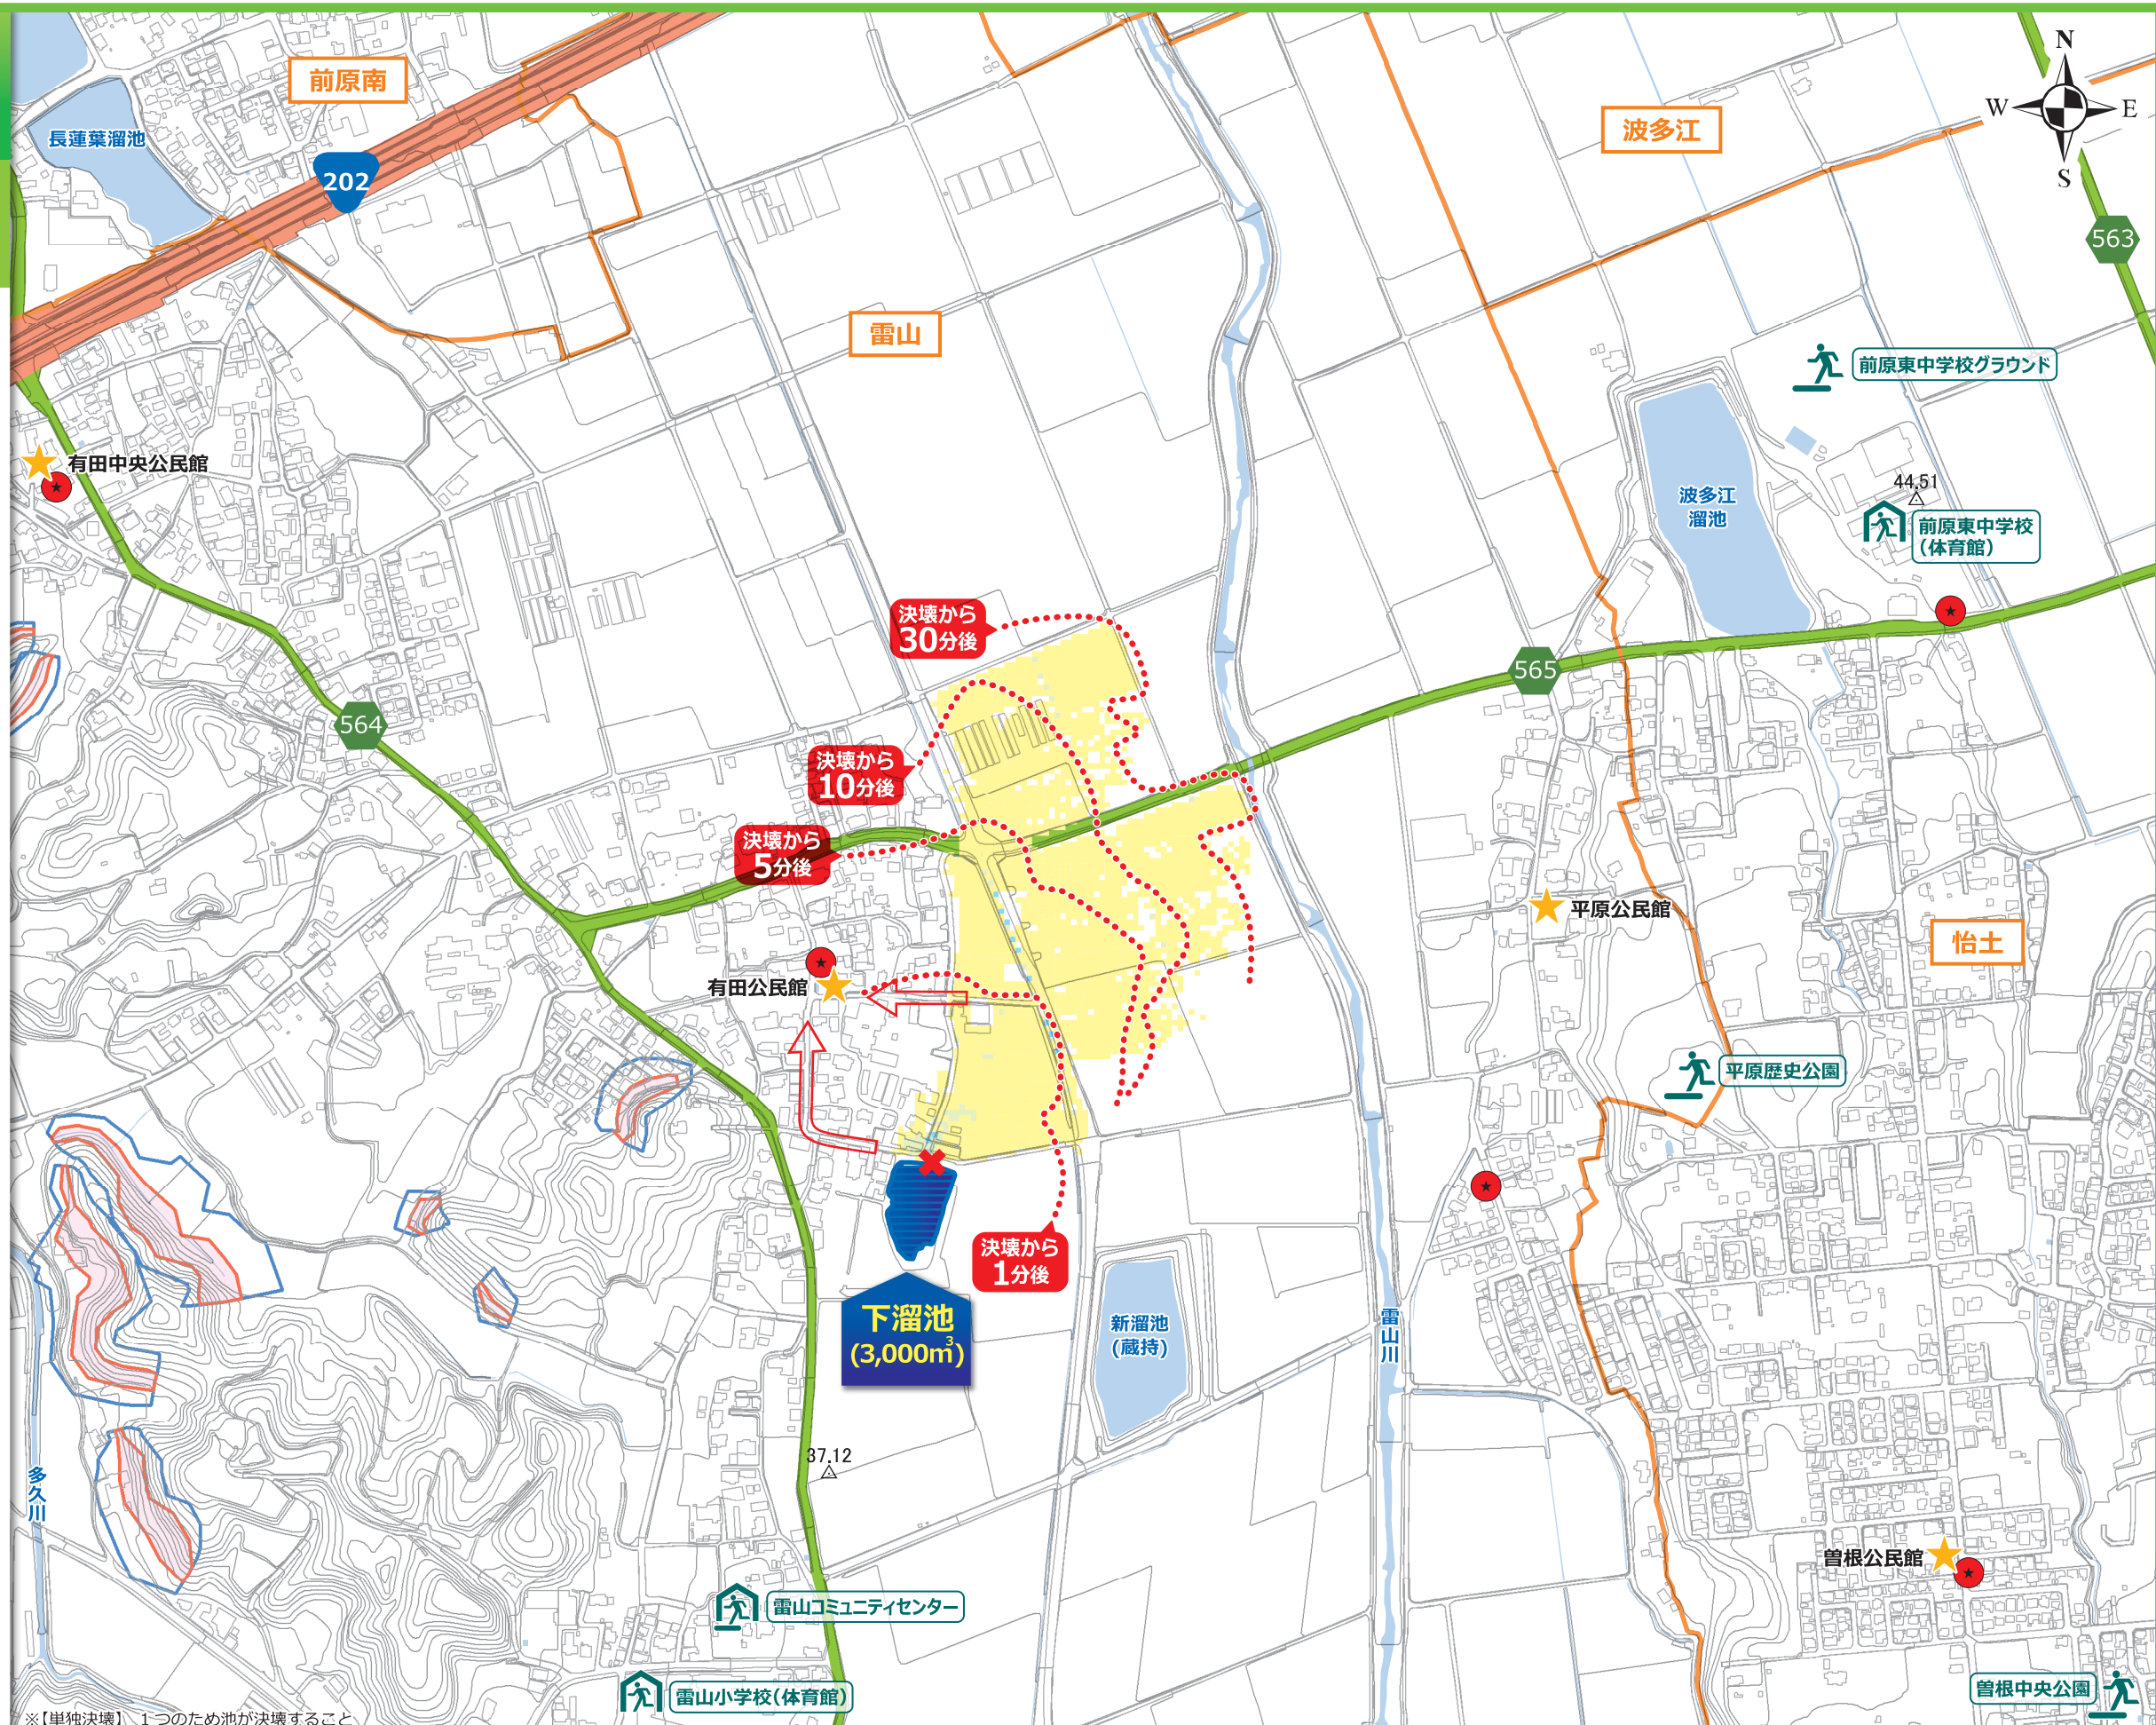 N
W
E
S
前原南
波多江
長蓮葉溜池
202
563
雷山
前原東中学校グラウンド
有田中央公民館
波多江
溜池
44.51
前原東中学校
(体育館)
決壊から
30分後
565
564
決壊から
10分後
決壊から
5分後
平原公民館
怡土
有田公民館
平原歴史公園
決壊から
1分後
下溜池
(3,000㎥)
新溜池
(蔵持)
雷山川
37.12
多久川
曽根公民館
雷山コミュニティセンター
雷山小学校(体育館)
曽根中央公園
※【単独決壊】 1つのため池が決壊すること